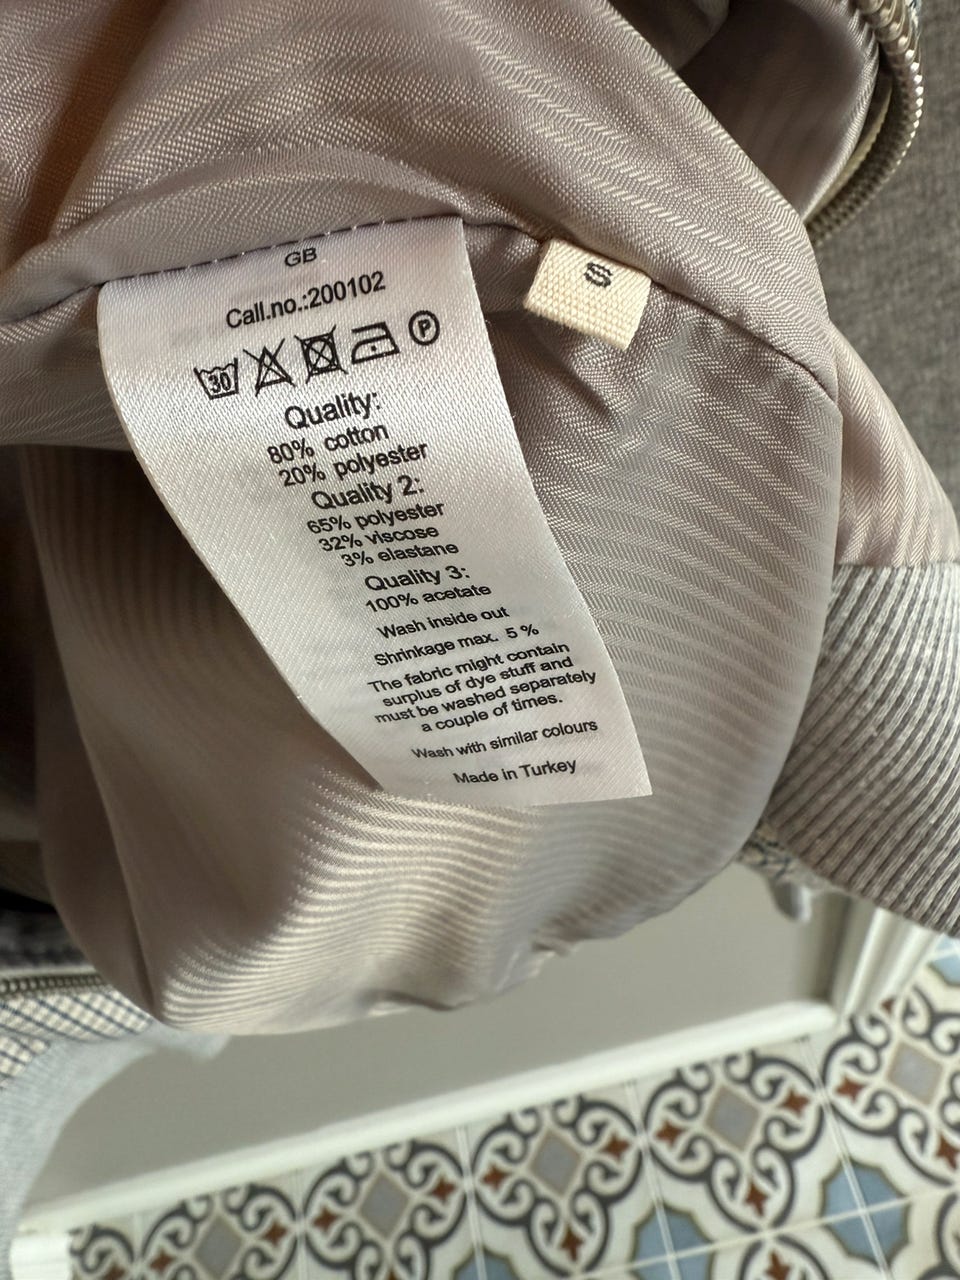 GB
S
Call.no.:200102
30 P
Quality:
80% cotton
20% polyester
Quality 2:
65% polyester
32% viscose
3% elastane
Quality 3:
100% acetate
Wash inside out
Shrinkage max. 5 %
The fabric might contain
surplus of dye stuff and
must be washed separately
a couple of times.
Wash with similar colours
Made in Turkey